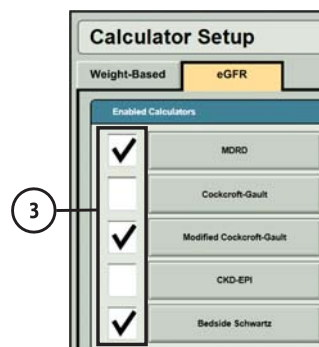 Calculator Setup
Weight-Based eGFR
Enabled Calculators
MDRD
Cockcroft-Gault
3
Modified Cockcroft-Gault
CKD-EPI
Bedside Schwartz